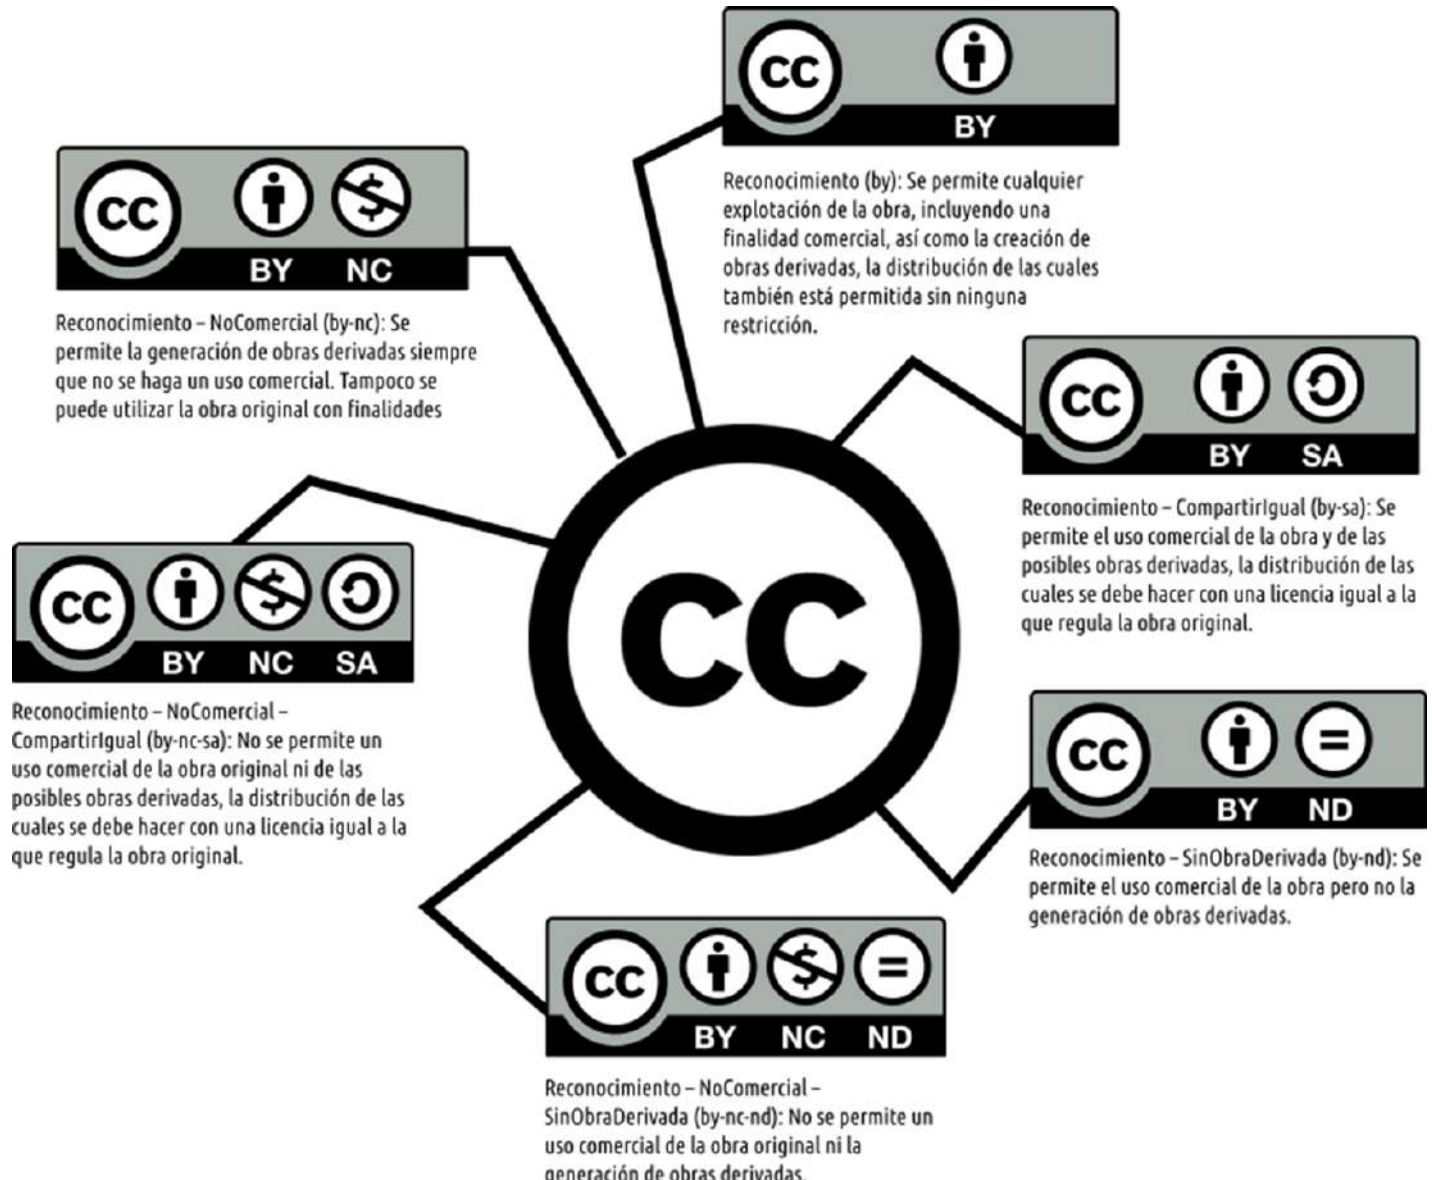 cc
BY
Reconocimiento (by): Se permite cualquier
explotación de la obra, incluyendo una
finalidad comercial, así como la creación de
obras derivadas, la distribución de las cuales
también está permitida sin ninguna
restricción.
cc $
BY NC
Reconocimiento – NoComercial (by-nc): Se
permite la generación de obras derivadas siempre
que no se haga un uso comercial. Tampoco se
puede utilizar la obra original con finalidades
cc
BY SA
Reconocimiento – CompartirIgual (by-sa): Se
permite el uso comercial de la obra y de las
posibles obras derivadas, la distribución de las
cuales se debe hacer con una licencia igual a la
que regula la obra original.
cc $
BY NC SA
Reconocimiento – NoComercial –
CompartirIgual (by-nc-sa): No se permite un
uso comercial de la obra original ni de las
posibles obras derivadas, la distribución de las
cuales se debe hacer con una licencia igual a la
que regula la obra original.
cc
cc =
BY ND
Reconocimiento – SinObraDerivada (by-nd): Se
permite el uso comercial de la obra pero no la
generación de obras derivadas.
cc $ =
BY NC ND
Reconocimiento – NoComercial –
SinObraDerivada (by-nc-nd): No se permite un
uso comercial de la obra original ni la
generación de obras derivadas.